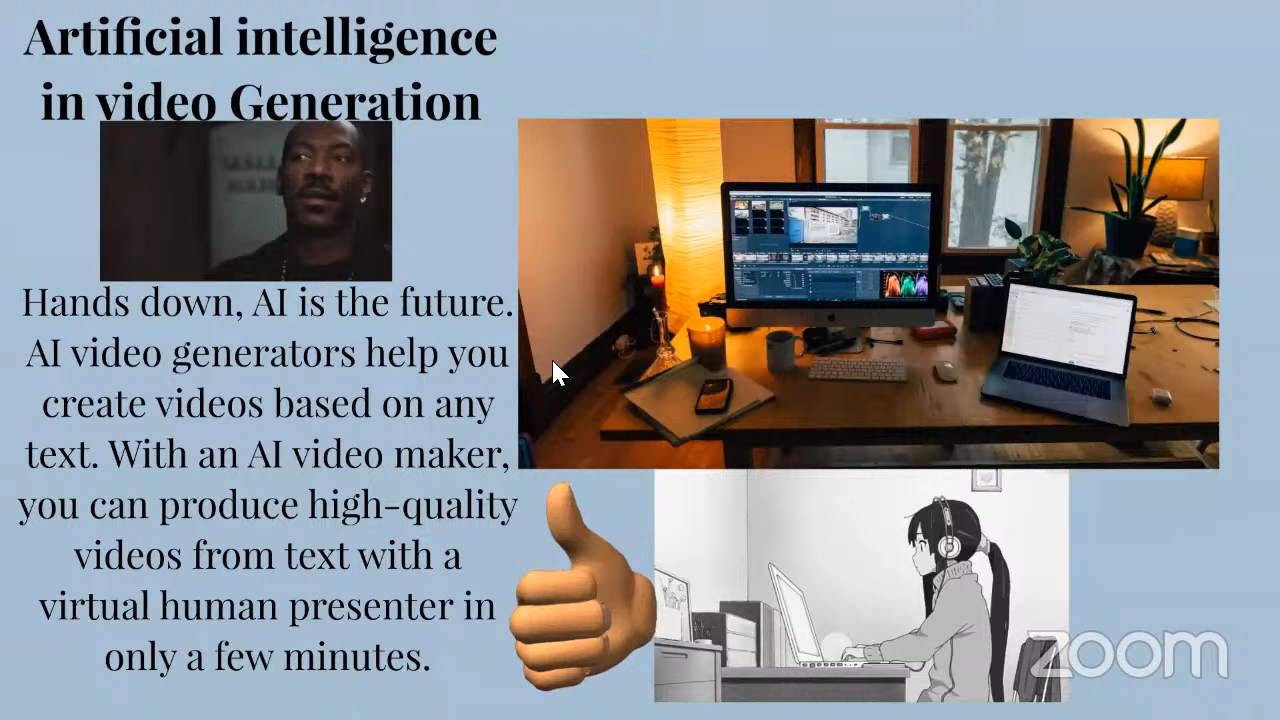 Artificial intelligence
in video Generation
Hands down, AI is the future.
AI video generators help you
create videos based on any
text. With an AI video maker,
you can produce high-quality
videos from text with a
virtual human presenter in
only a few minutes.
zoom